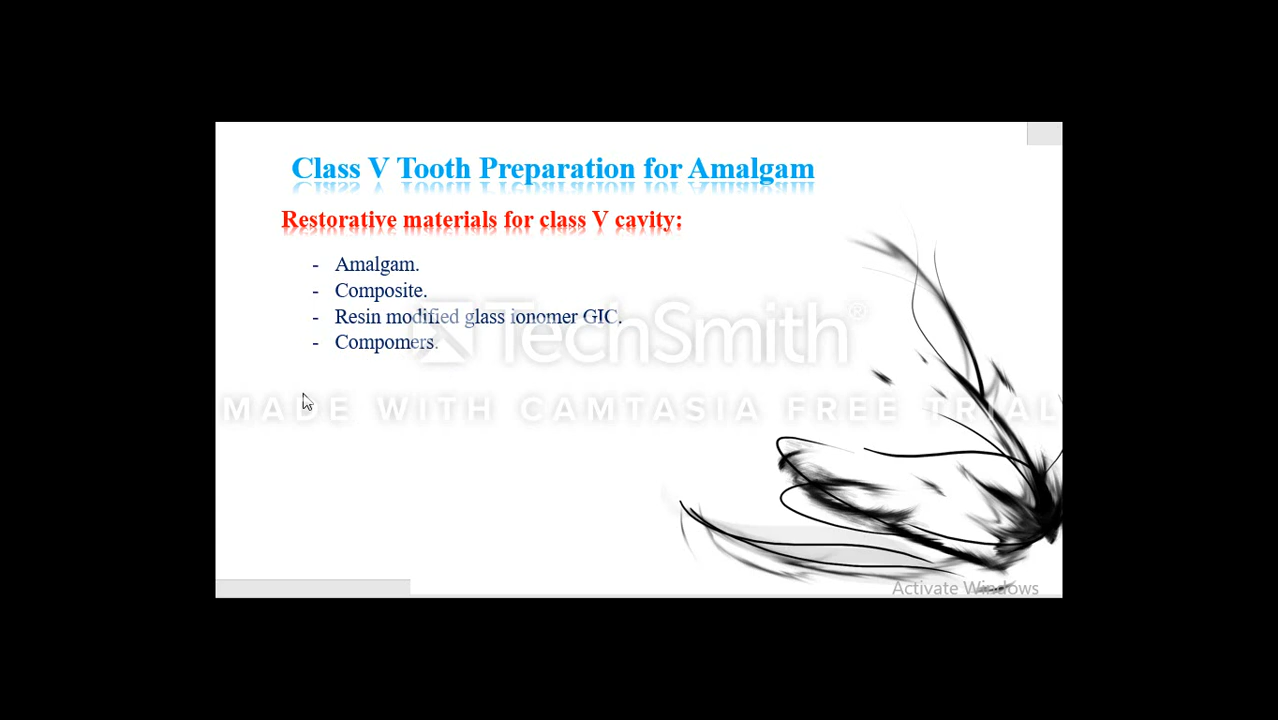 Class V Tooth Preparation for Amalgam
Restorative materials for class V cavity:
- Amalgam.
- Composite.
- Resin modified glass ionomer GIC.
- Compomers.
TechSmith®
MADE WITH CAMTASIA FREE TRIAL
Activate Windows